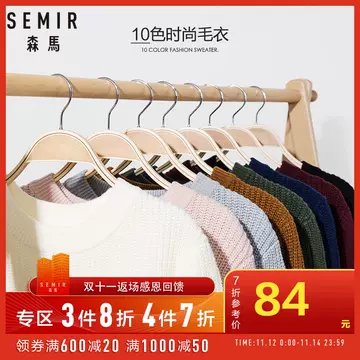 SEMIR
森馬
10色时尚毛衣
10 COLOR FASHION SWEATER.
SEMIR
双十一返场感恩回馈
专区 3件8折 4件7折
领券满600减20 满1000减50
7折参考价
84
元
TIME:11.12 0:00-11.14 23:59